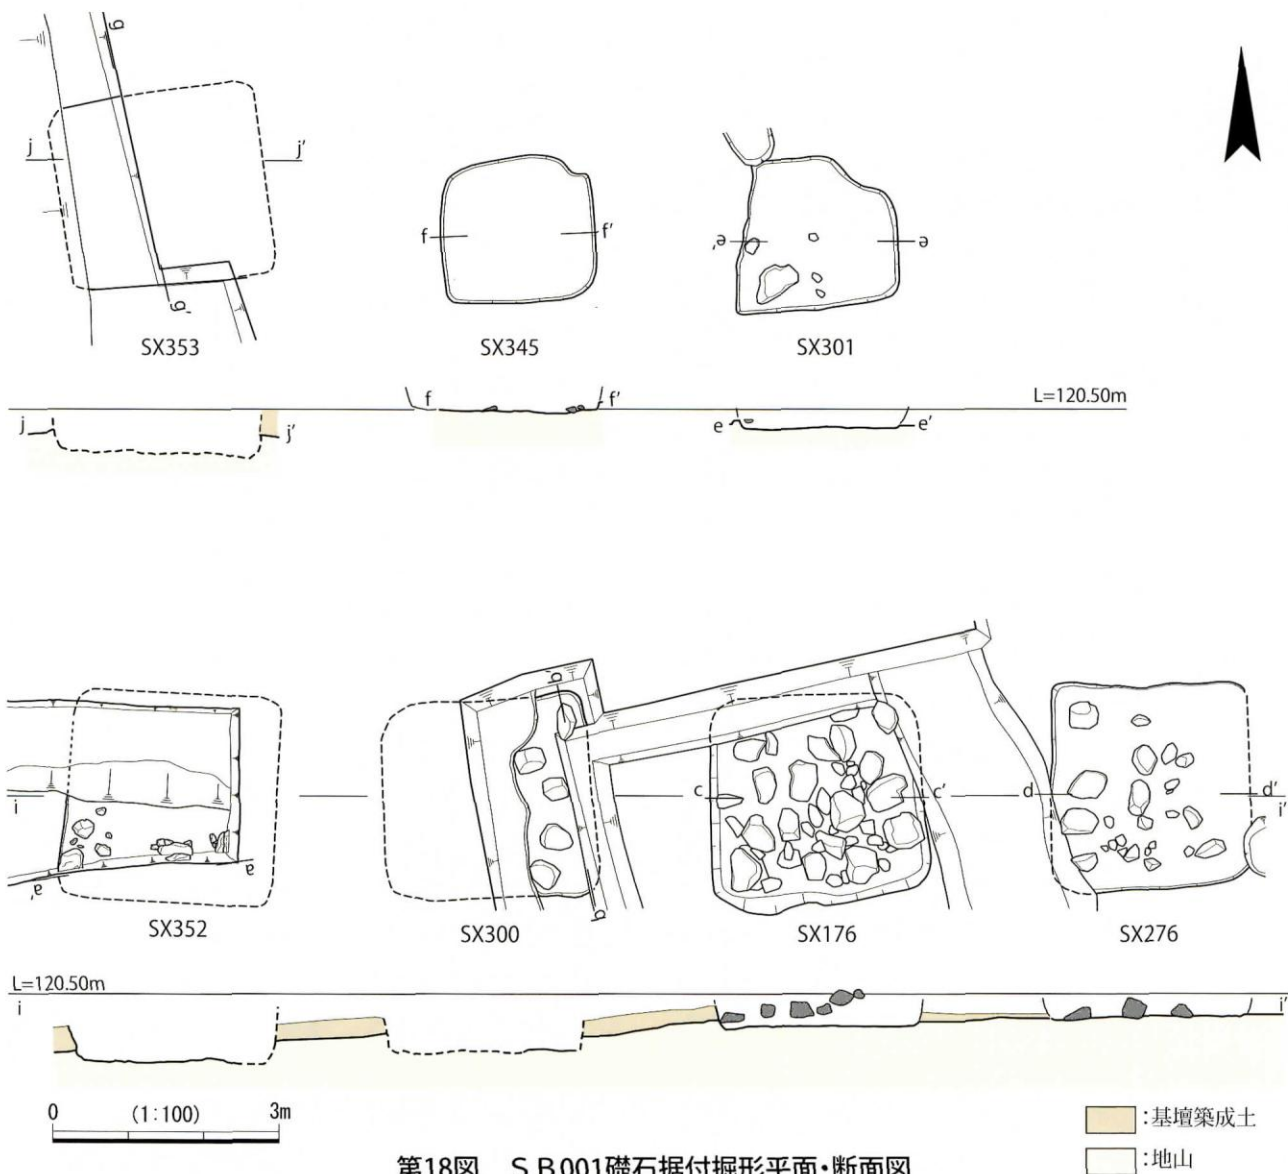 g
j
j'
g'
SX353
f
f'
SX345
e'
e
SX301
L=120.50m
j
j'
f
f'
e
e'
b'
c
c'
d
d'
i
i'
a'
a
b
SX352
SX300
SX176
SX276
L=120.50m
i
i'
0 (1:100) 3m
:基壇築成土
:地山
第18図 SB001礎石据付掘形平面・断面図